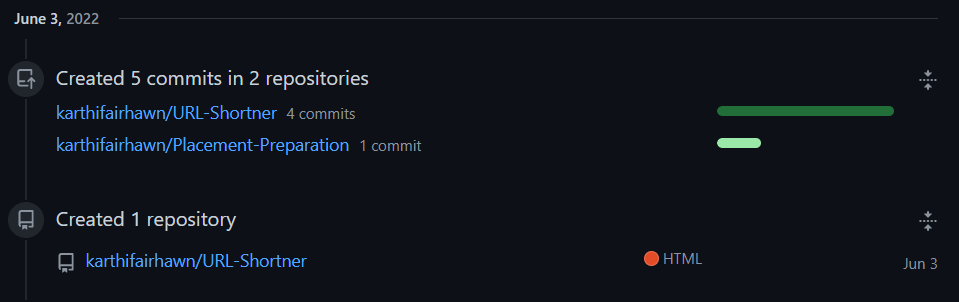 June 3, 2022
Created 5 commits in 2 repositories
karthifairhawn/URL-Shortner 4 commits
karthifairhawn/Placement-Preparation 1 commit
Created 1 repository
karthifairhawn/URL-Shortner HTML Jun 3